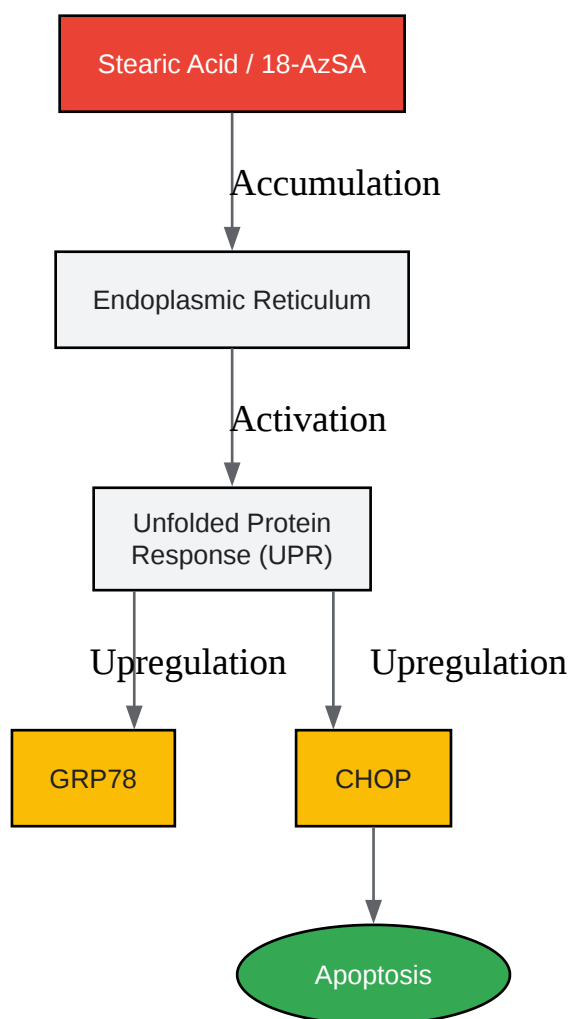 Stearic Acid / 18-AzSA
Accumulation
Endoplasmic Reticulum
Activation
Unfolded Protein
Response (UPR)
Upregulation
Upregulation
GRP78
CHOP
Apoptosis